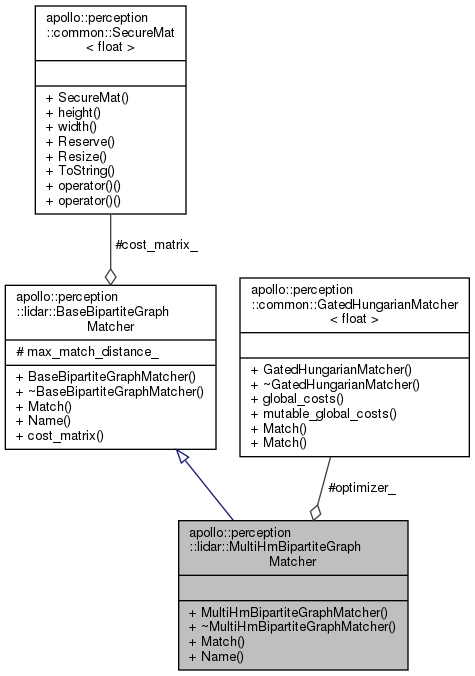 apollo::perception
::common::SecureMat
< float >
+ SecureMat()
+ height()
+ width()
+ Reserve()
+ Resize()
+ ToString()
+ operator()()
+ operator()()
#cost_matrix_
apollo::perception
::lidar::BaseBipartiteGraph
Matcher
# max_match_distance_
+ BaseBipartiteGraphMatcher()
+ ~BaseBipartiteGraphMatcher()
+ Match()
+ Name()
+ cost_matrix()
apollo::perception
::common::GatedHungarianMatcher
< float >
+ GatedHungarianMatcher()
+ ~GatedHungarianMatcher()
+ global_costs()
+ mutable_global_costs()
+ Match()
+ Match()
#optimizer_
apollo::perception
::lidar::MultiHmBipartiteGraph
Matcher
+ MultiHmBipartiteGraphMatcher()
+ ~MultiHmBipartiteGraphMatcher()
+ Match()
+ Name()